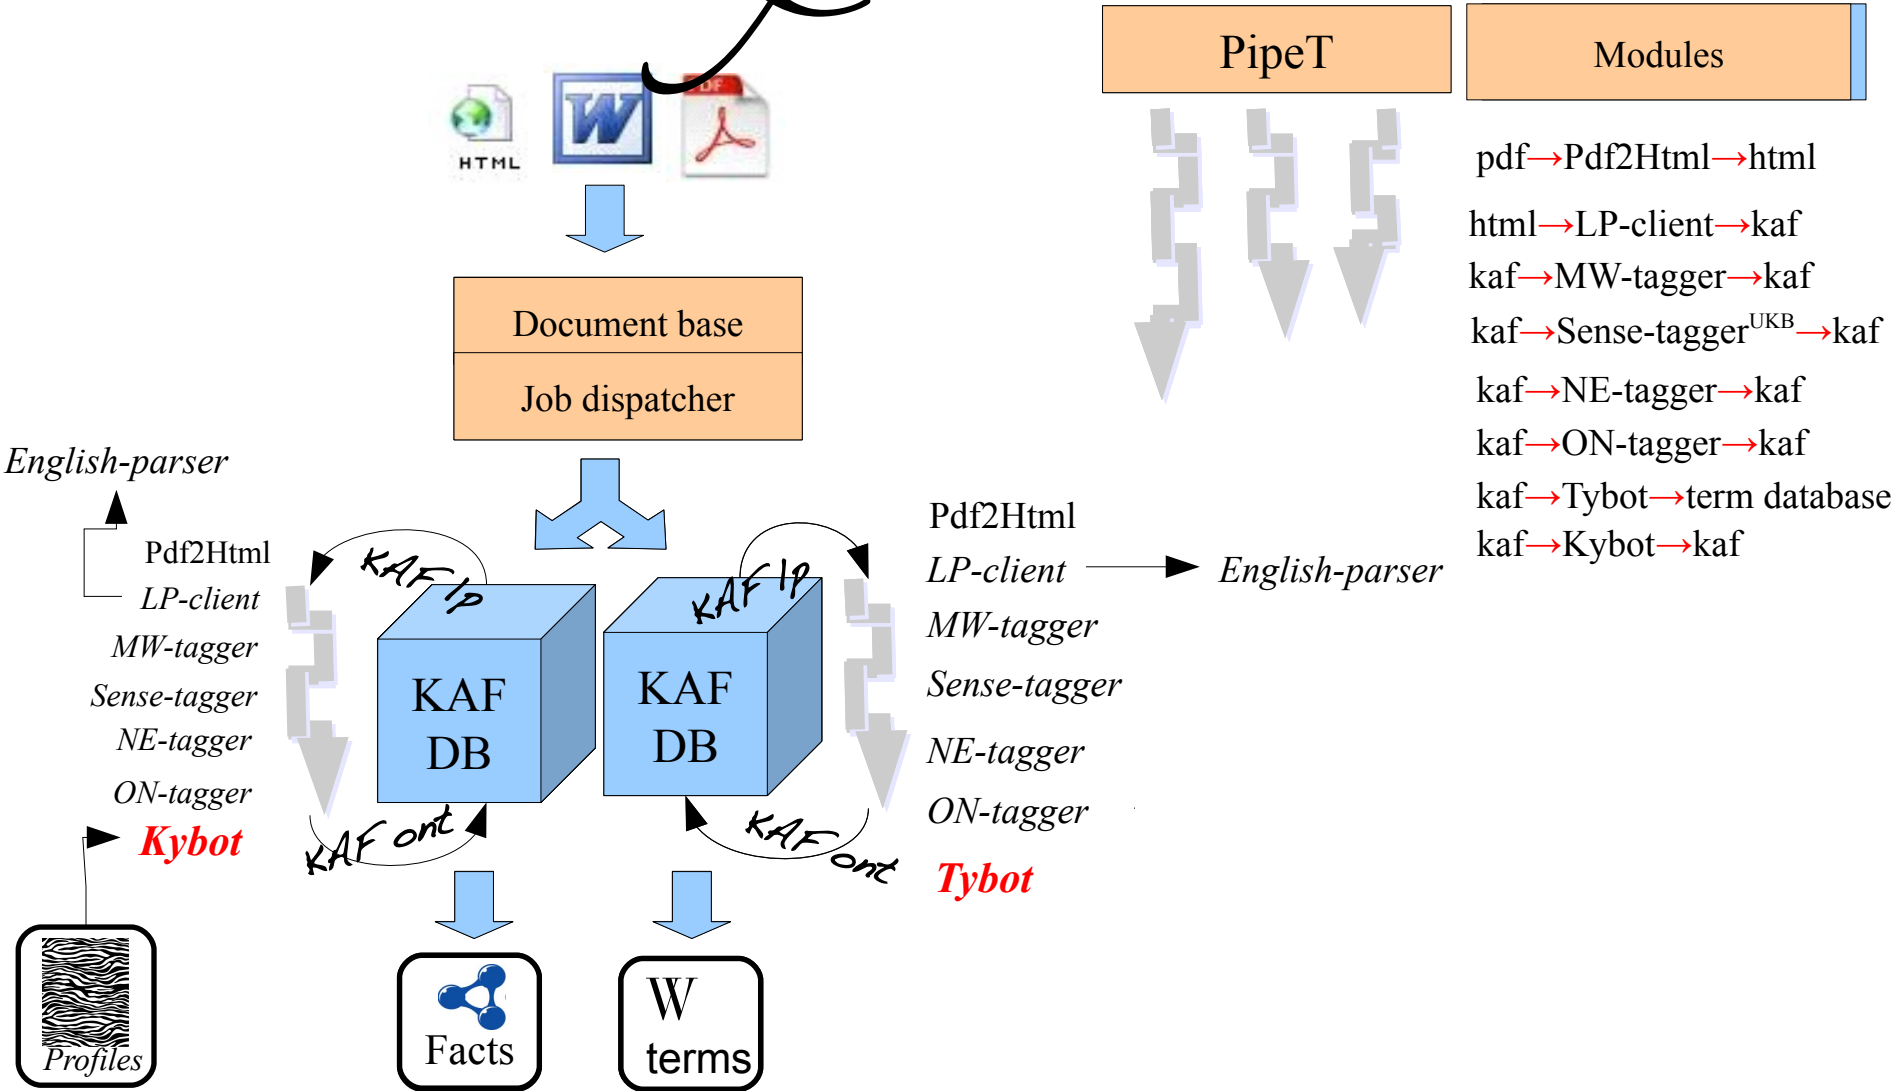 PipeT
Modules
HTML
W
PDF
pdf→Pdf2Html→html
html→LP-client→kaf
kaf→MW-tagger→kaf
kaf→Sense-taggerUKB→kaf
kaf→NE-tagger→kaf
kaf→ON-tagger→kaf
kaf→Tybot→term database
kaf→Kybot→kaf
Document base
Job dispatcher
English-parser
Pdf2Html
LP-client
MW-tagger
Sense-tagger
NE-tagger
ON-tagger
Kybot
Profiles
KAF lp
KAF
DB
KAF ont
Facts
KAF lp
KAF
DB
KAF ont
W
terms
Pdf2Html
LP-client
English-parser
MW-tagger
Sense-tagger
NE-tagger
ON-tagger
Tybot